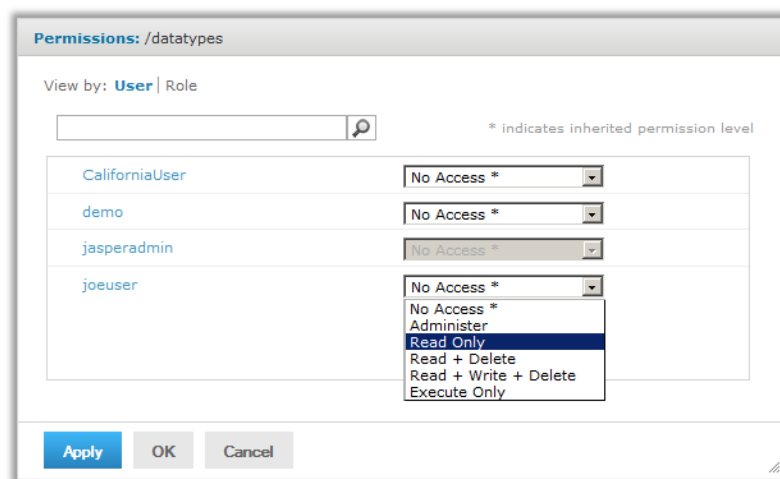 Permissions: /datatypes
View by: User | Role
* indicates inherited permission level
CaliforniaUser No Access *
demo No Access *
jasperadmin No Access *
joeuser No Access *
No Access *
Administer
Read Only
Read + Delete
Read + Write + Delete
Execute Only
Apply OK Cancel